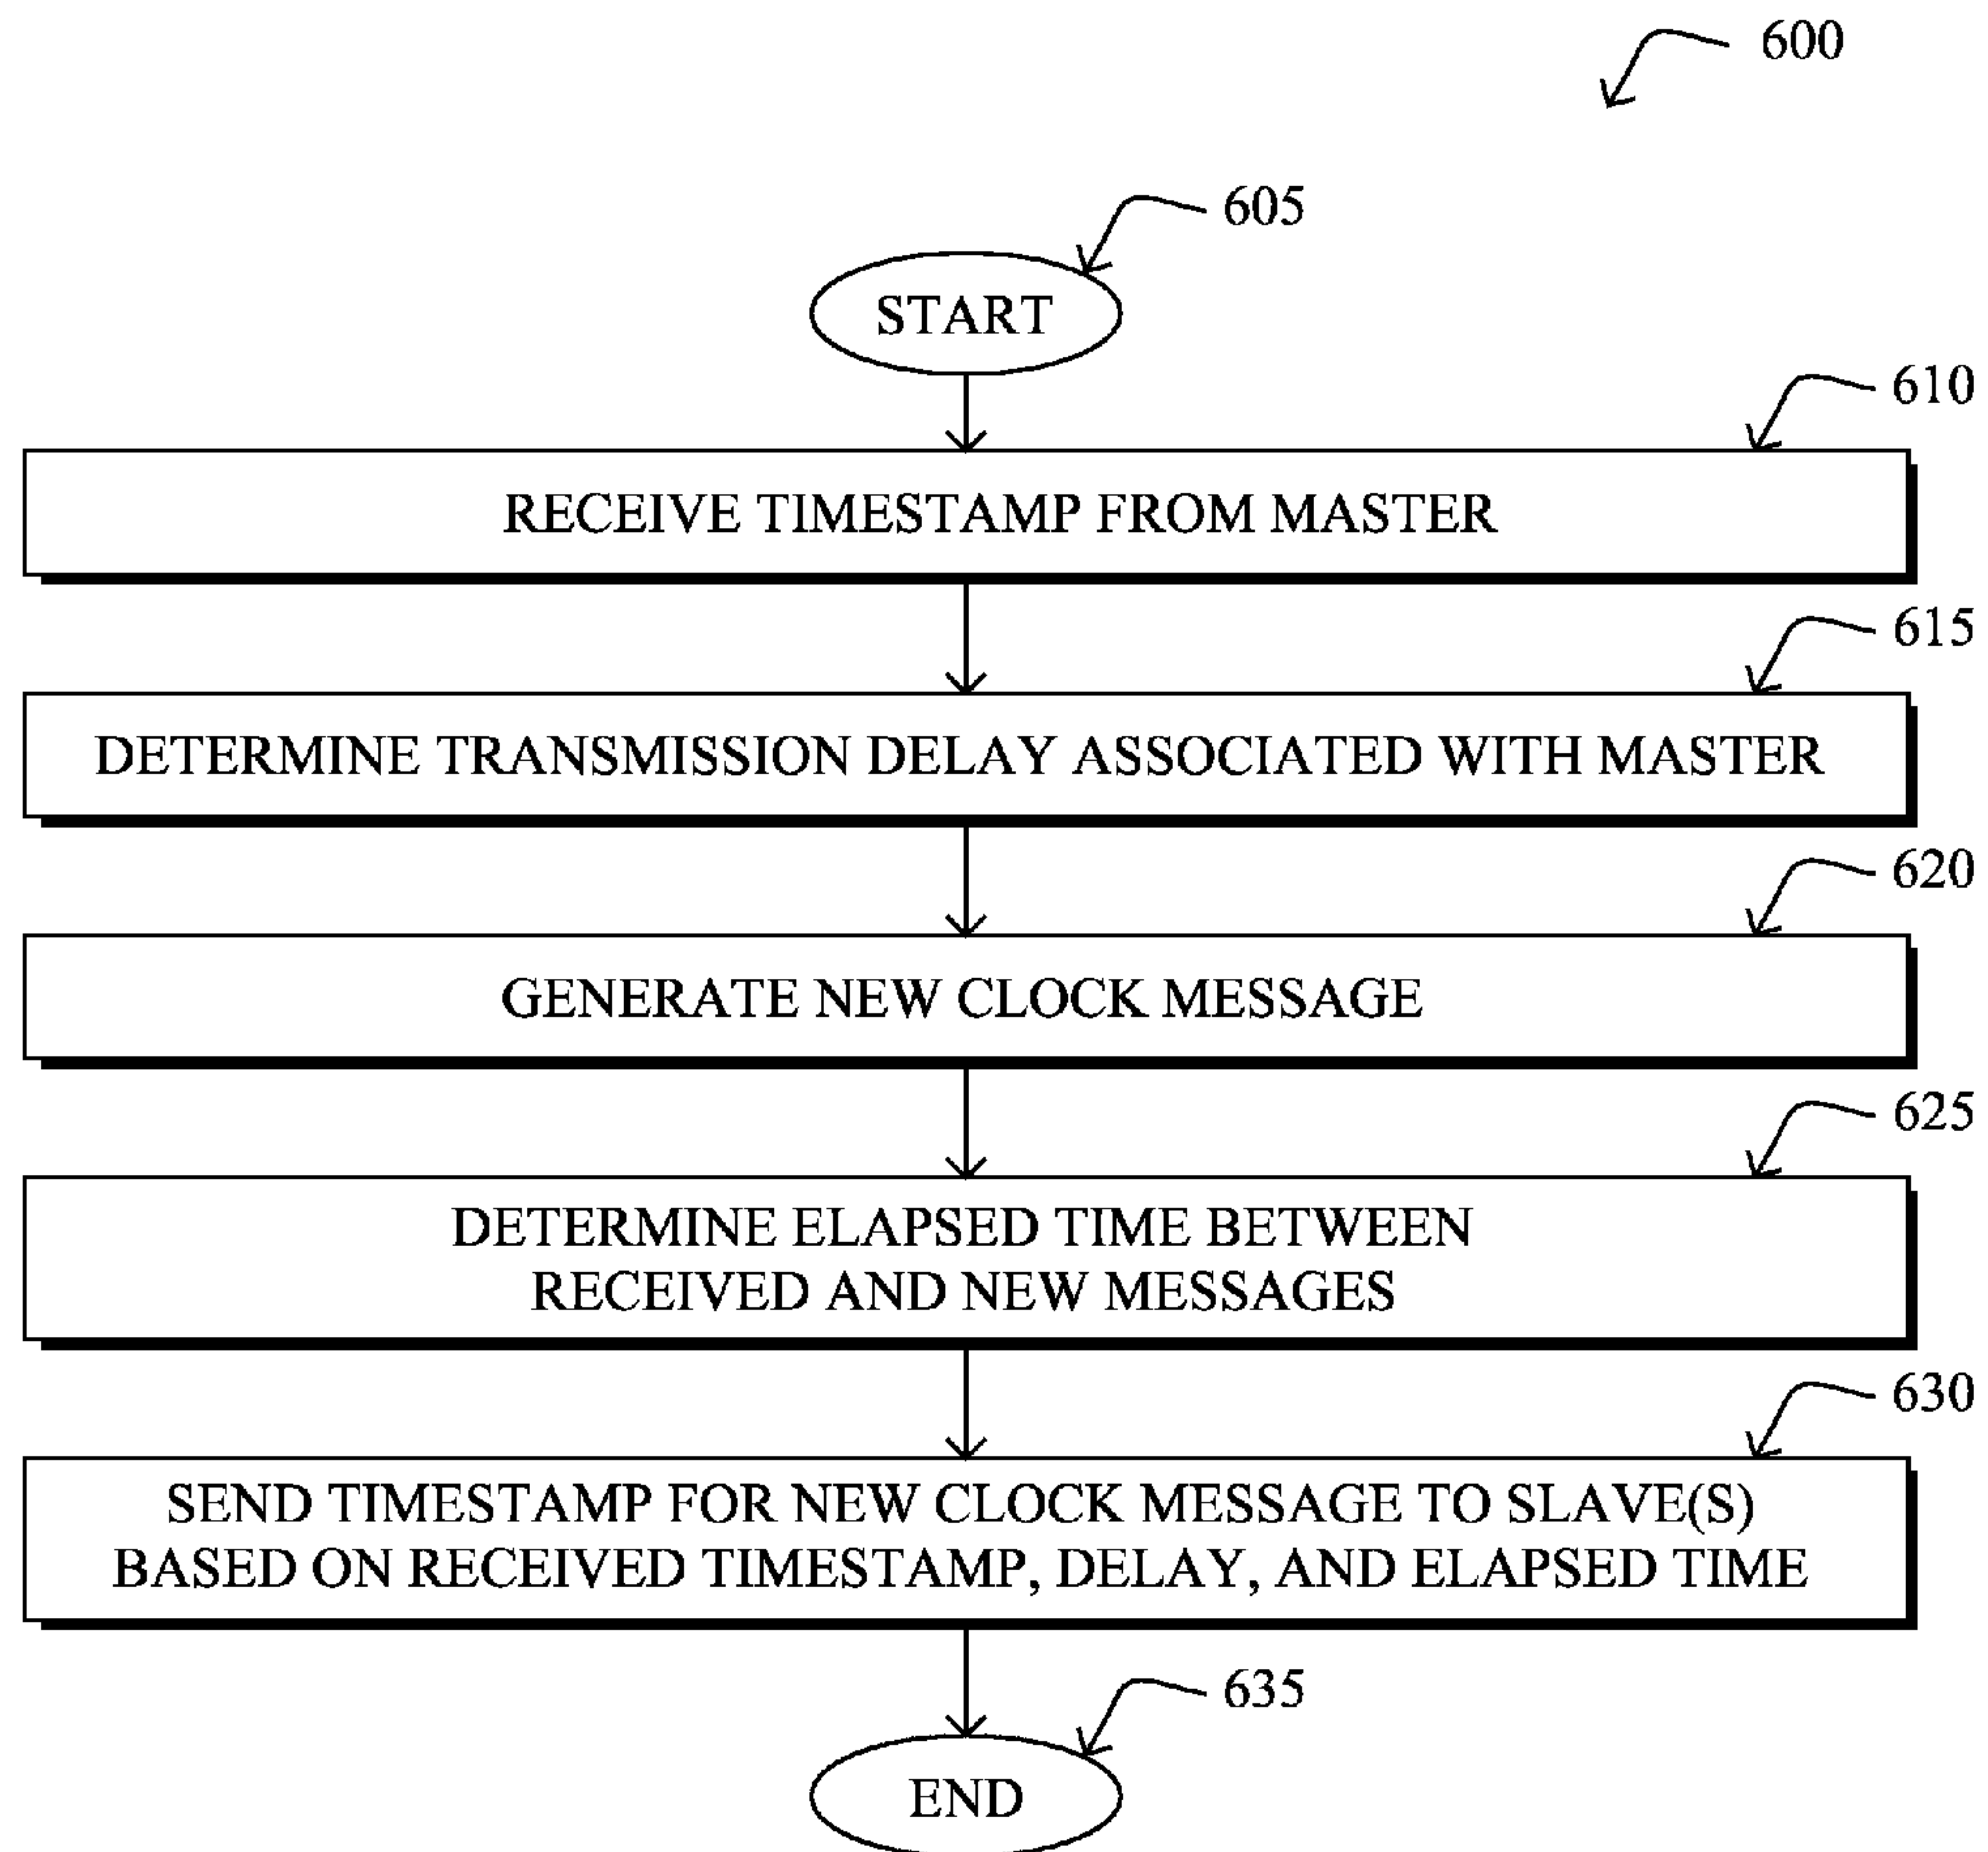 600
605
START
610
RECEIVE TIMESTAMP FROM MASTER
615
DETERMINE TRANSMISSION DELAY ASSOCIATED WITH MASTER
620
GENERATE NEW CLOCK MESSAGE
625
DETERMINE ELAPSED TIME BETWEEN
RECEIVED AND NEW MESSAGES
630
SEND TIMESTAMP FOR NEW CLOCK MESSAGE TO SLAVE(S)
BASED ON RECEIVED TIMESTAMP, DELAY, AND ELAPSED TIME
635
END